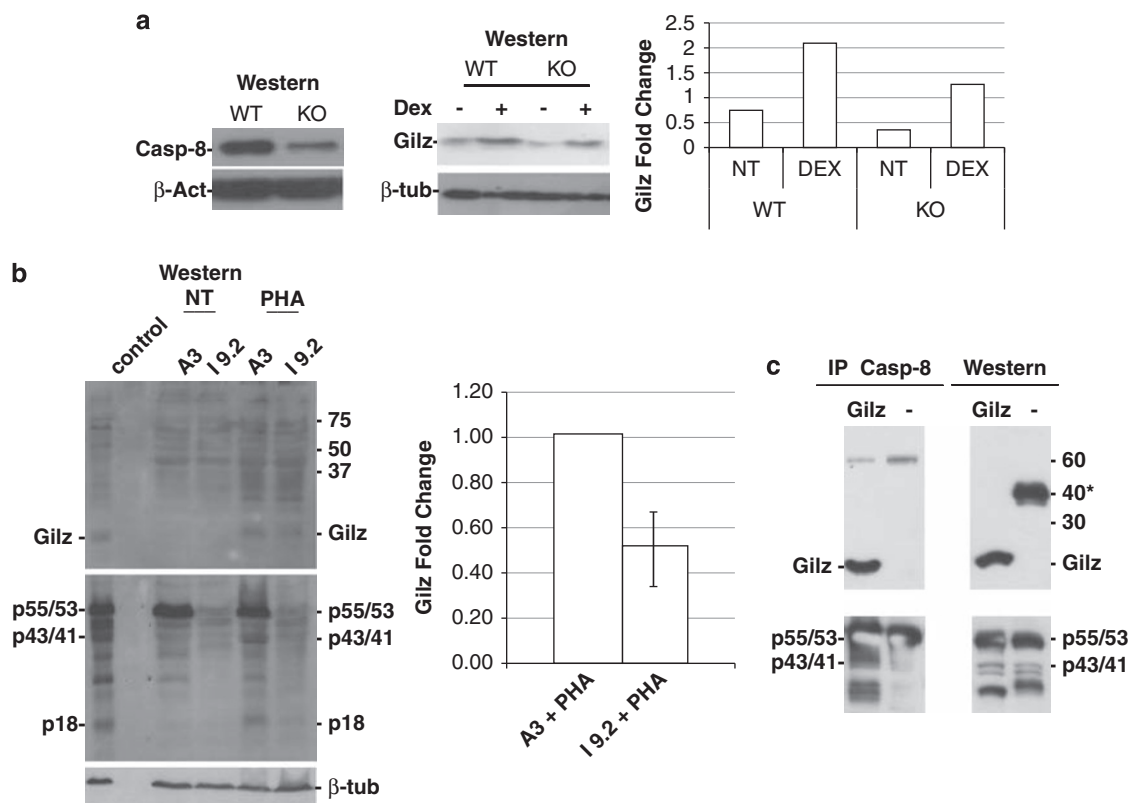 a
Western
WT KO
Casp-8-
β-Act-
Western
WT KO
Dex - + - +
Gilz-
β-tub-
Gilz Fold Change
2.5
2
1.5
1
0.5
0
NT DEX NT DEX
WT KO
b
Western
NT PHA
control A3 I 9.2 A3 I 9.2
- 75
- 50
- 37
Gilz - - Gilz
p55/53- - p55/53
p43/41- - p43/41
p18- - p18
- β-tub
Gilz Fold Change
1.20
1.00
0.80
0.60
0.40
0.20
0.00
A3 + PHA
I 9.2 + PHA
c
IP Casp-8 Western
Gilz - Gilz -
- 60
- 40*
- 30
Gilz- - Gilz
p55/53- - p55/53
p43/41- - p43/41